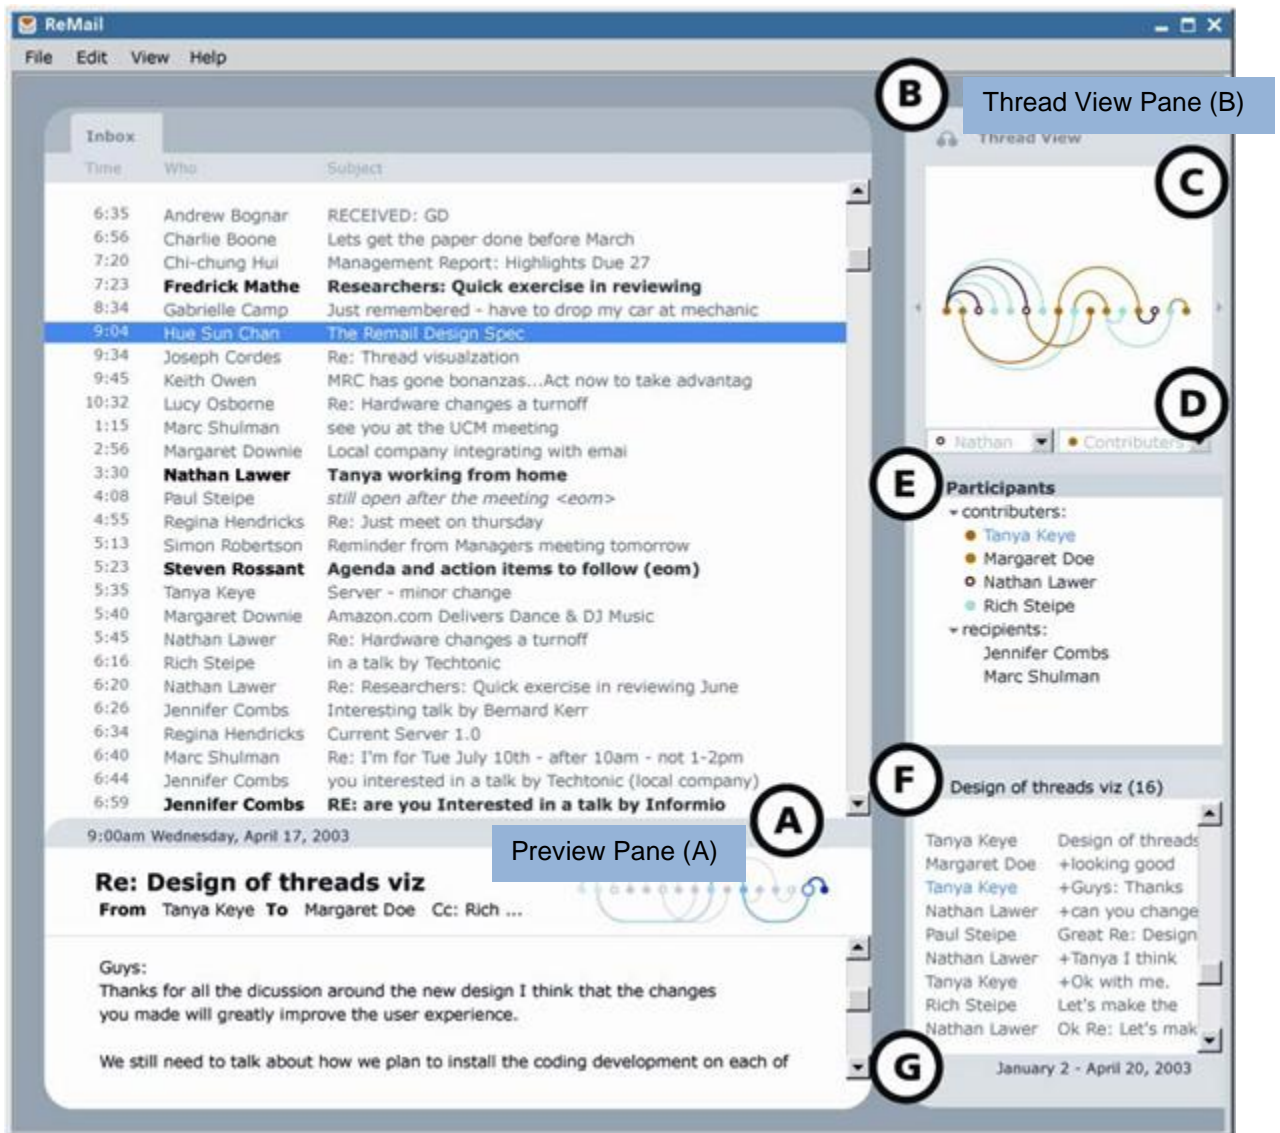 ReMail
File Edit View Help
B
Thread View Pane (B)
Inbox
Thread View
Time Who Subject
C
6:35 Andrew Bognar RECEIVED: GD
6:56 Charlie Boone Lets get the paper done before March
7:20 Chi-chung Hui Management Report: Highlights Due 27
7:23 Fredrick Mathe Researchers: Quick exercise in reviewing
8:34 Gabrielle Camp Just remembered - have to drop my car at mechanic
9:04 Hue Sun Chan The Remail Design Spec
9:34 Joseph Cordes Re: Thread visualzation
9:45 Keith Owen MRC has gone bonanzas...Act now to take advantag
10:32 Lucy Osborne Re: Hardware changes a turnoff
1:15 Marc Shulman see you at the UCM meeting
2:56 Margaret Downie Local company integrating with emai
3:30 Nathan Lawer Tanya working from home
4:08 Paul Steipe still open after the meeting <eom>
4:55 Regina Hendricks Re: Just meet on thursday
5:13 Simon Robertson Reminder from Managers meeting tomorrow
5:23 Steven Rossant Agenda and action items to follow (eom)
5:35 Tanya Keye Server - minor change
5:40 Margaret Downie Amazon.com Delivers Dance & DJ Music
5:45 Nathan Lawer Re: Hardware changes a turnoff
6:16 Rich Steipe in a talk by Techtonic
6:20 Nathan Lawer Re: Researchers: Quick exercise in reviewing June
6:26 Jennifer Combs Interesting talk by Bernard Kerr
6:34 Regina Hendricks Current Server 1.0
6:40 Marc Shulman Re: I'm for Tue July 10th - after 10am - not 1-2pm
6:44 Jennifer Combs you interested in a talk by Techtonic (local company)
6:59 Jennifer Combs RE: are you Interested in a talk by Informio
A
9:00am Wednesday, April 17, 2003
Preview Pane (A)
Re: Design of threads viz
From Tanya Keye To Margaret Doe Cc: Rich ...
Guys:
Thanks for all the dicussion around the new design I think that the changes
you made will greatly improve the user experience.
We still need to talk about how we plan to install the coding development on each of
D
Nathan Contributers
E
Participants
contributers:
Tanya Keye
Margaret Doe
Nathan Lawer
Rich Steipe
recipients:
Jennifer Combs
Marc Shulman
F
Design of threads viz (16)
Tanya Keye Design of threads
Margaret Doe +looking good
Tanya Keye +Guys: Thanks
Nathan Lawer +can you change
Paul Steipe Great Re: Design
Nathan Lawer +Tanya I think
Tanya Keye +Ok with me.
Rich Steipe Let's make the
Nathan Lawer Ok Re: Let's mak
G
January 2 - April 20, 2003